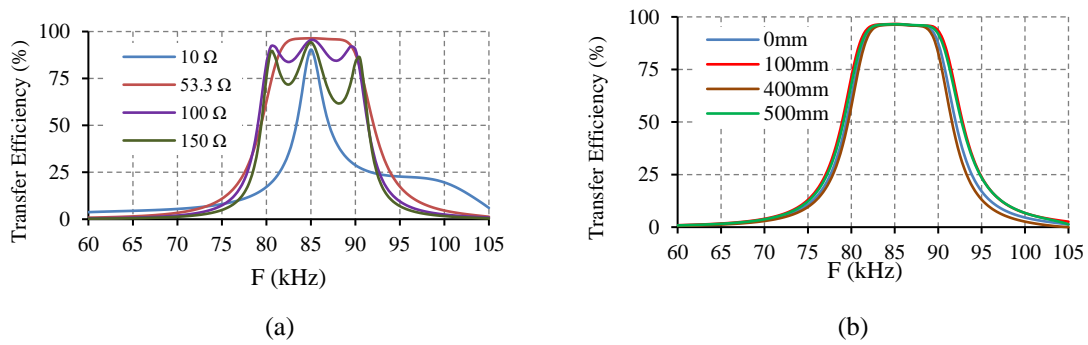 Transfer Efficiency (%)
100
75
50
25
0
10 Ω
53.3 Ω
100 Ω
150 Ω
60 65 70 75 80 85 90 95 100 105
F (kHz)
(a)
Transfer Efficiency (%)
100
75
50
25
0
0mm
100mm
400mm
500mm
60 65 70 75 80 85 90 95 100 105
F (kHz)
(b)